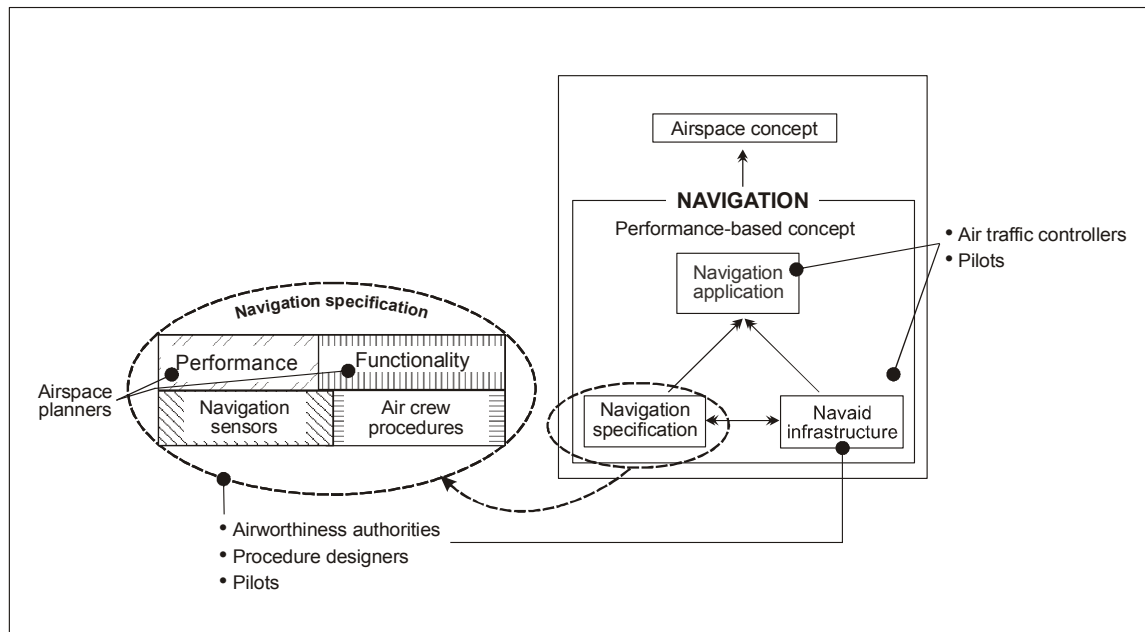 Airspace concept
NAVIGATION
Performance-based concept
Navigation
application
• Air traffic controllers
• Pilots
Navigation specification
Performance
Functionality
Airspace
planners
Navigation
sensors
Air crew
procedures
Navigation
specification
Navaid
infrastructure
• Airworthiness authorities
• Procedure designers
• Pilots